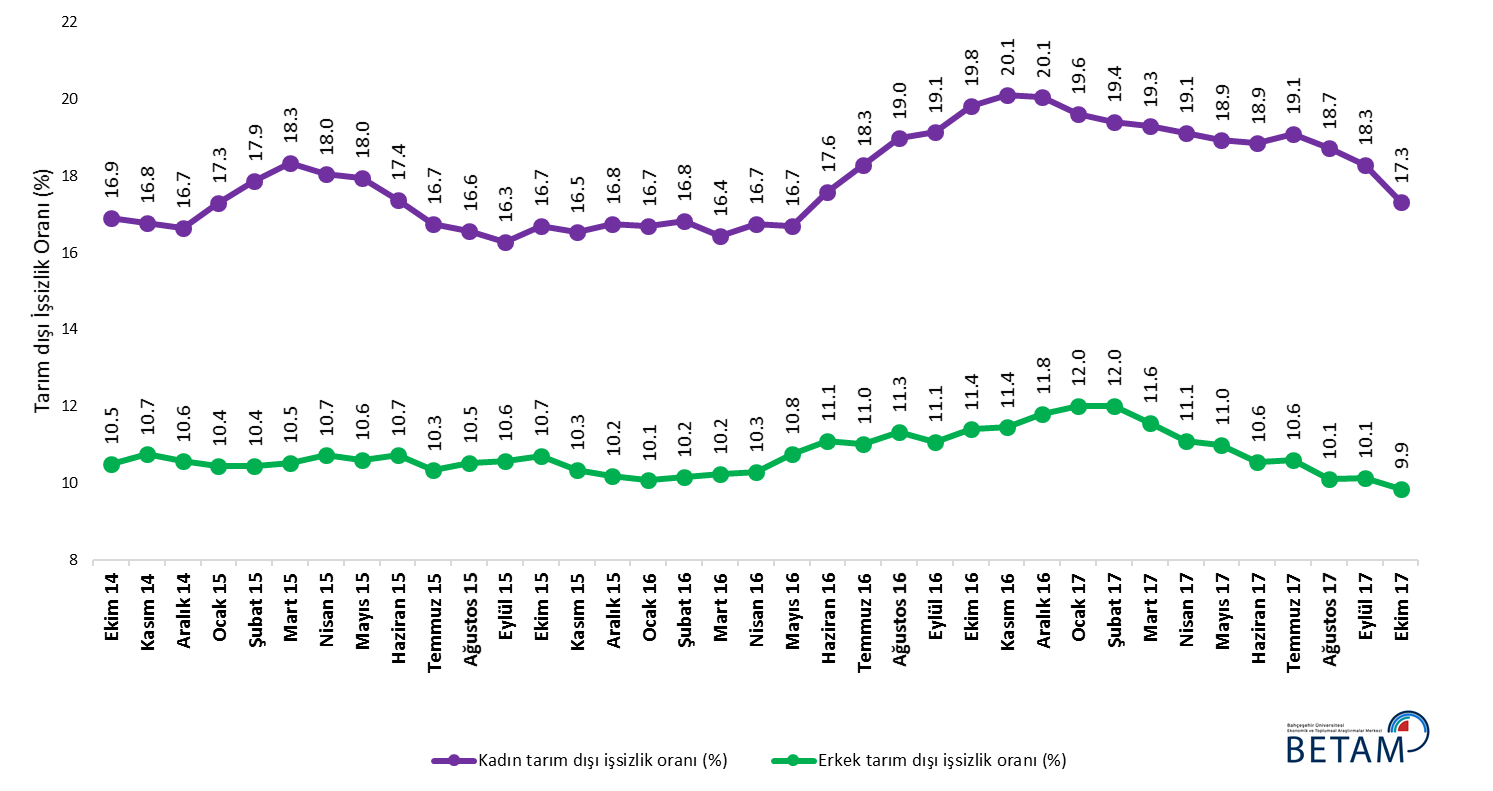 Tarım dışı İşsizlik Oranı (%)
22
20
18
16
14
12
10
8
16.9 16.8 16.7 17.3 17.9 18.3 18.0 18.0 17.4 16.7 16.6 16.3 16.7 16.5 16.8 16.7 16.8 16.4 16.7 16.7 17.6 18.3 19.0 19.1 19.8 20.1 20.1 19.6 19.4 19.3 19.1 18.9 18.9 19.1 18.7 18.3 17.3
10.5 10.7 10.6 10.4 10.4 10.5 10.7 10.6 10.7 10.3 10.5 10.6 10.7 10.3 10.2 10.1 10.2 10.2 10.3 10.8 11.1 11.0 11.3 11.1 11.4 11.4 11.8 12.0 12.0 11.6 11.1 11.0 10.6 10.6 10.1 10.1 9.9
Ekim 14
Kasım 14
Aralık 14
Ocak 15
Şubat 15
Mart 15
Nisan 15
Mayıs 15
Haziran 15
Temmuz 15
Ağustos 15
Eylül 15
Ekim 15
Kasım 15
Aralık 15
Ocak 16
Şubat 16
Mart 16
Nisan 16
Mayıs 16
Haziran 16
Temmuz 16
Ağustos 16
Eylül 16
Ekim 16
Kasım 16
Aralık 16
Ocak 17
Şubat 17
Mart 17
Nisan 17
Mayıs 17
Haziran 17
Temmuz 17
Ağustos 17
Eylül 17
Ekim 17
Kadın tarım dışı işsizlik oranı (%)
Erkek tarım dışı işsizlik oranı (%)
Bahçeşehir Üniversitesi
Ekonomik ve Toplumsal Araştırmalar Merkezi
BETAM